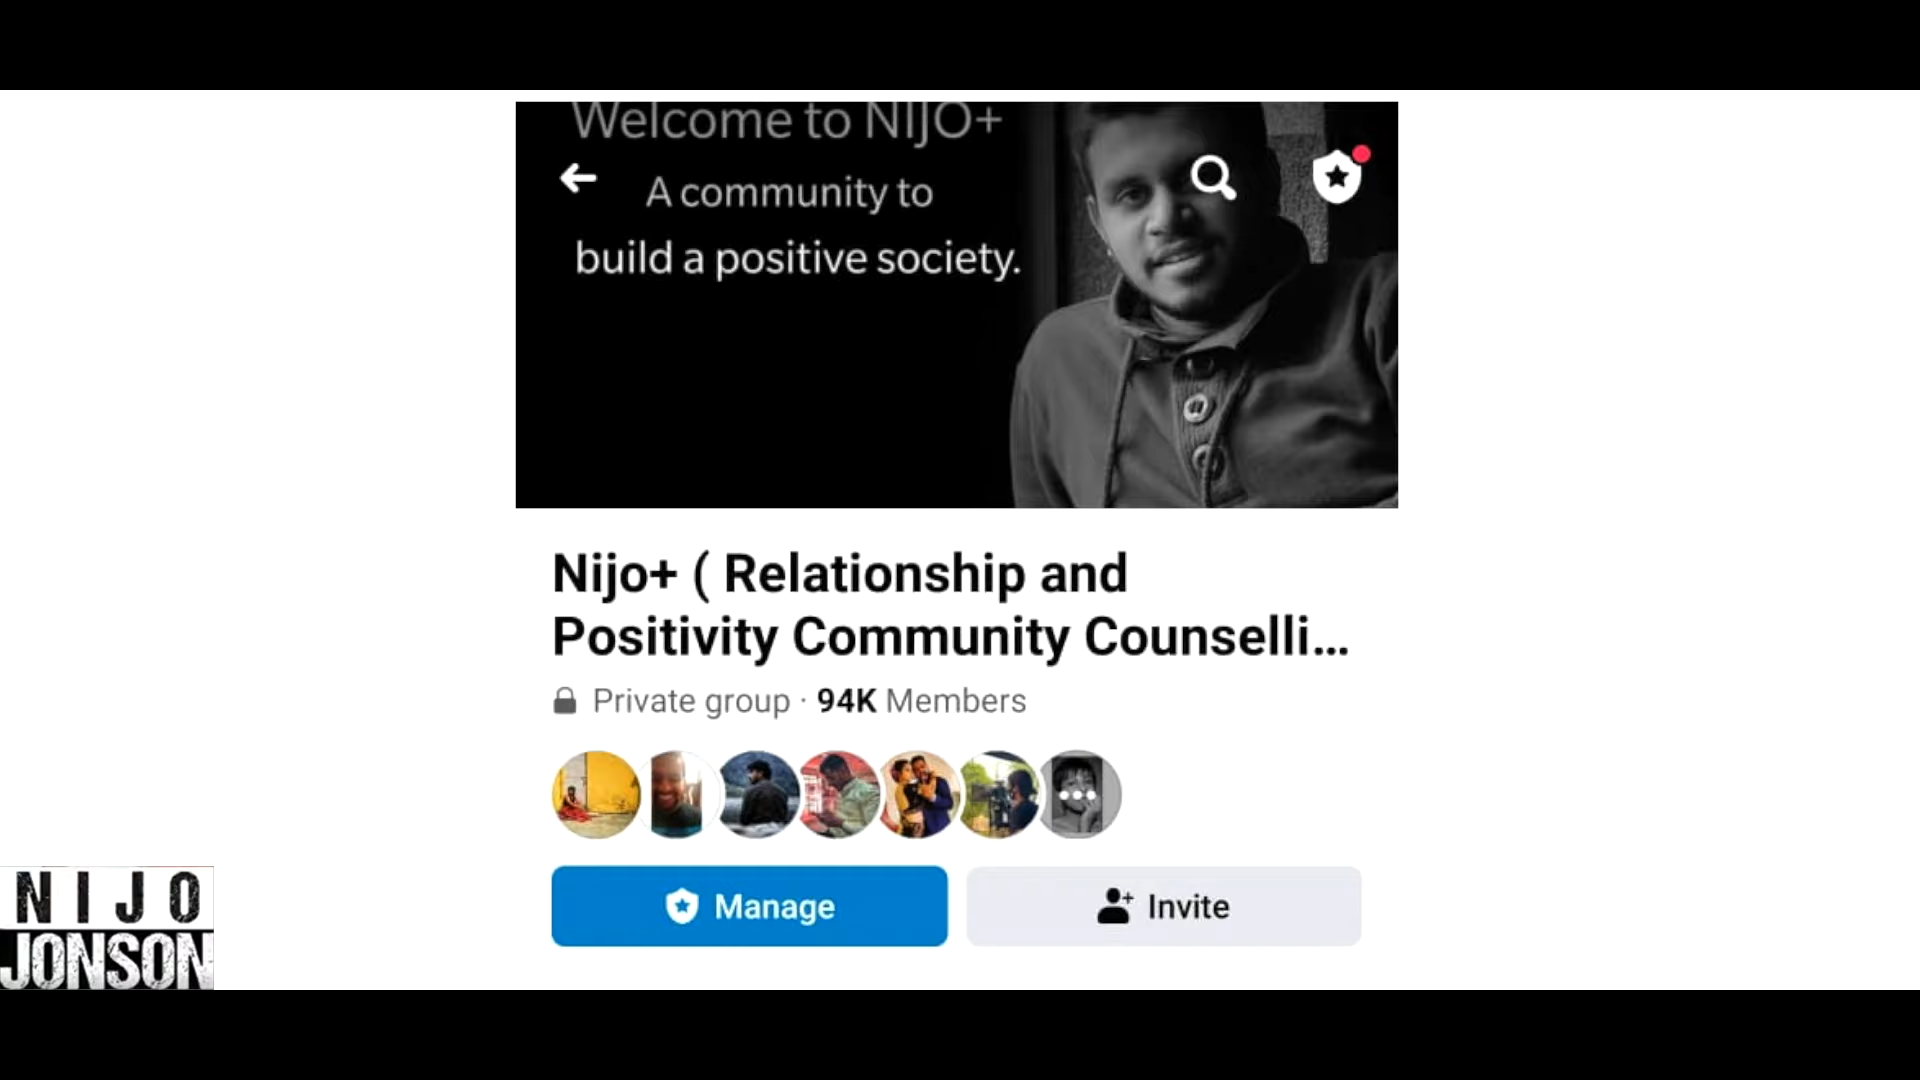 Welcome to NIJO+
A community to
build a positive society.
Nijo+ ( Relationship and
Positivity Community Counselli...
Private group · 94K Members
Manage
Invite
NIJO
JONSON